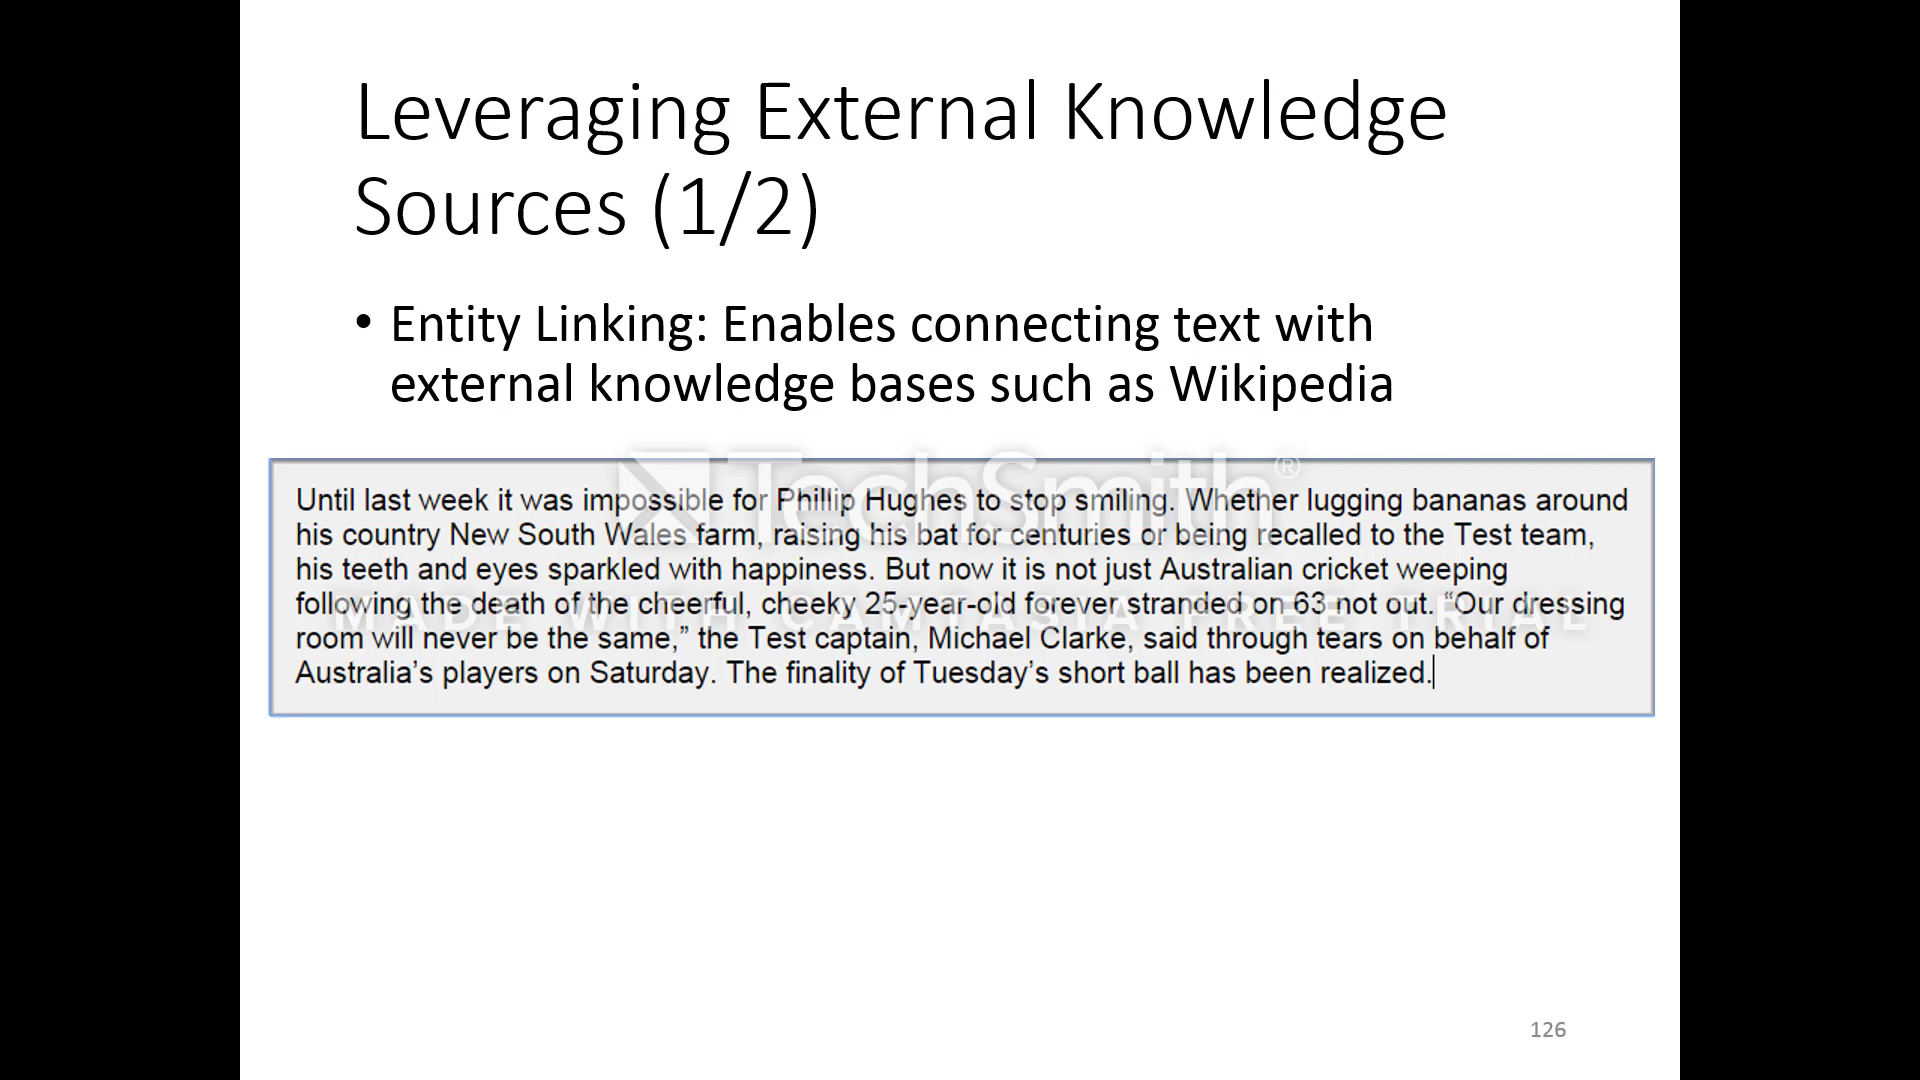 Leveraging External Knowledge
Sources (1/2)
• Entity Linking: Enables connecting text with
external knowledge bases such as Wikipedia
TechSmith®
Until last week it was impossible for Phillip Hughes to stop smiling. Whether lugging bananas around
his country New South Wales farm, raising his bat for centuries or being recalled to the Test team,
his teeth and eyes sparkled with happiness. But now it is not just Australian cricket weeping
following the death of the cheerful, cheeky 25-year-old forever stranded on 63 not out. “Our dressing
MADE WITH CAMTASIA FREE TRIAL
room will never be the same,” the Test captain, Michael Clarke, said through tears on behalf of
Australia’s players on Saturday. The finality of Tuesday’s short ball has been realized.
126